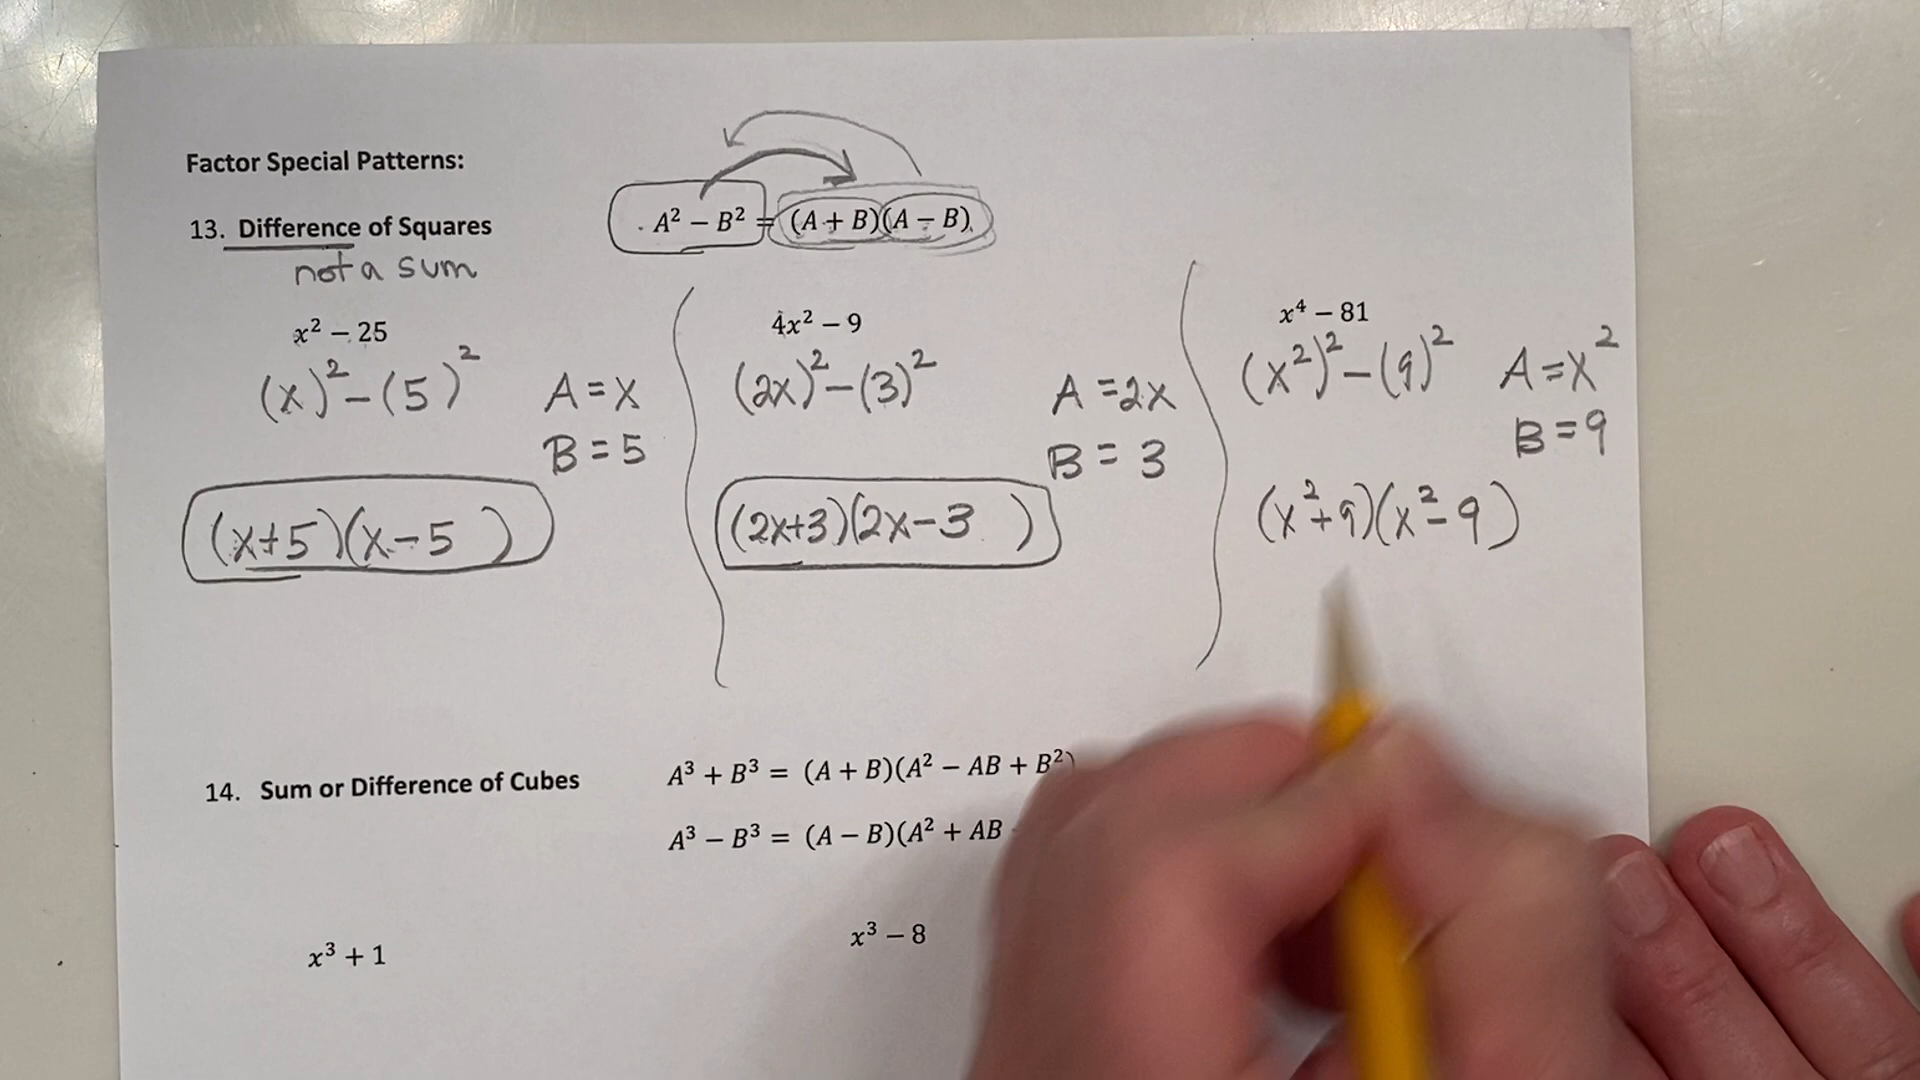 Factor Special Patterns:
13. Difference of Squares
A² − B² = (A + B)(A − B)
not a sum
x² − 25
(x)² − (5)²
A = x
B = 5
(x+5)(x−5)
4x² − 9
(2x)² − (3)²
A = 2x
B = 3
(2x+3)(2x−3)
x⁴ − 81
(x²)² − (9)²
A = x²
B = 9
(x²+9)(x²−9)
14. Sum or Difference of Cubes
A³ + B³ = (A + B)(A² − AB + B²)
A³ − B³ = (A − B)(A² + AB
x³ + 1
x³ − 8